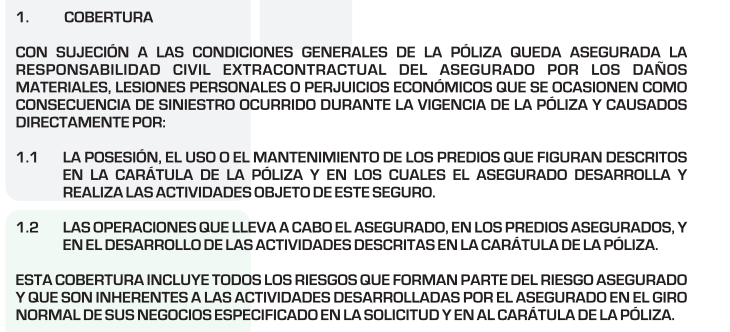 1. COBERTURA
CON SUJECIÓN A LAS CONDICIONES GENERALES DE LA PÓLIZA QUEDA ASEGURADA LA
RESPONSABILIDAD CIVIL EXTRACONTRACTUAL DEL ASEGURADO POR LOS DAÑOS
MATERIALES, LESIONES PERSONALES O PERJUICIOS ECONÓMICOS QUE SE OCASIONEN COMO
CONSECUENCIA DE SINIESTRO OCURRIDO DURANTE LA VIGENCIA DE LA PÓLIZA Y CAUSADOS
DIRECTAMENTE POR:
1.1 LA POSESIÓN, EL USO O EL MANTENIMIENTO DE LOS PREDIOS QUE FIGURAN DESCRITOS
EN LA CARÁTULA DE LA PÓLIZA Y EN LOS CUALES EL ASEGURADO DESARROLLA Y
REALIZA LAS ACTIVIDADES OBJETO DE ESTE SEGURO.
1.2 LAS OPERACIONES QUE LLEVA A CABO EL ASEGURADO, EN LOS PREDIOS ASEGURADOS, Y
EN EL DESARROLLO DE LAS ACTIVIDADES DESCRITAS EN LA CARÁTULA DE LA PÓLIZA.
ESTA COBERTURA INCLUYE TODOS LOS RIESGOS QUE FORMAN PARTE DEL RIESGO ASEGURADO
Y QUE SON INHERENTES A LAS ACTIVIDADES DESARROLLADAS POR EL ASEGURADO EN EL GIRO
NORMAL DE SUS NEGOCIOS ESPECIFICADO EN LA SOLICITUD Y EN AL CARÁTULA DE LA PÓLIZA.